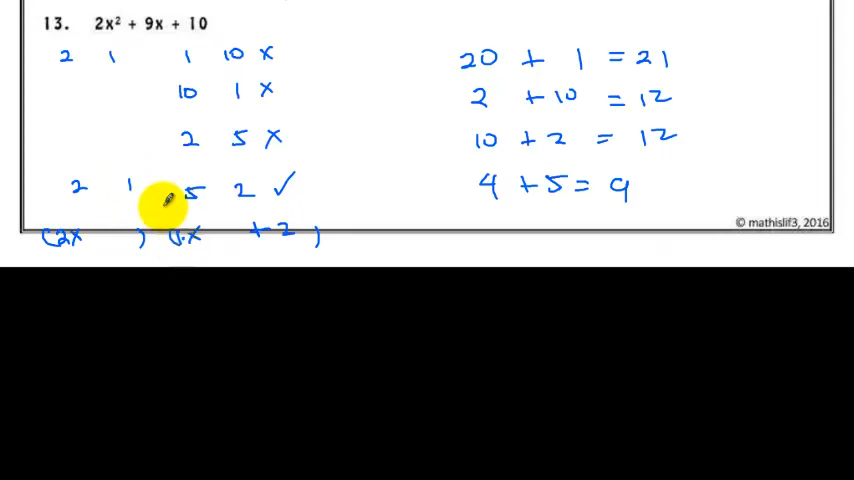 13. 2x² + 9x + 10
2 1 1 10 x 20 + 1 = 21
10 1 x 2 + 10 = 12
2 5 x 10 + 2 = 12
2 1 5 2 ✓ 4 + 5 = 9
(2x ) (1x + 2 )
© mathislif3, 2016